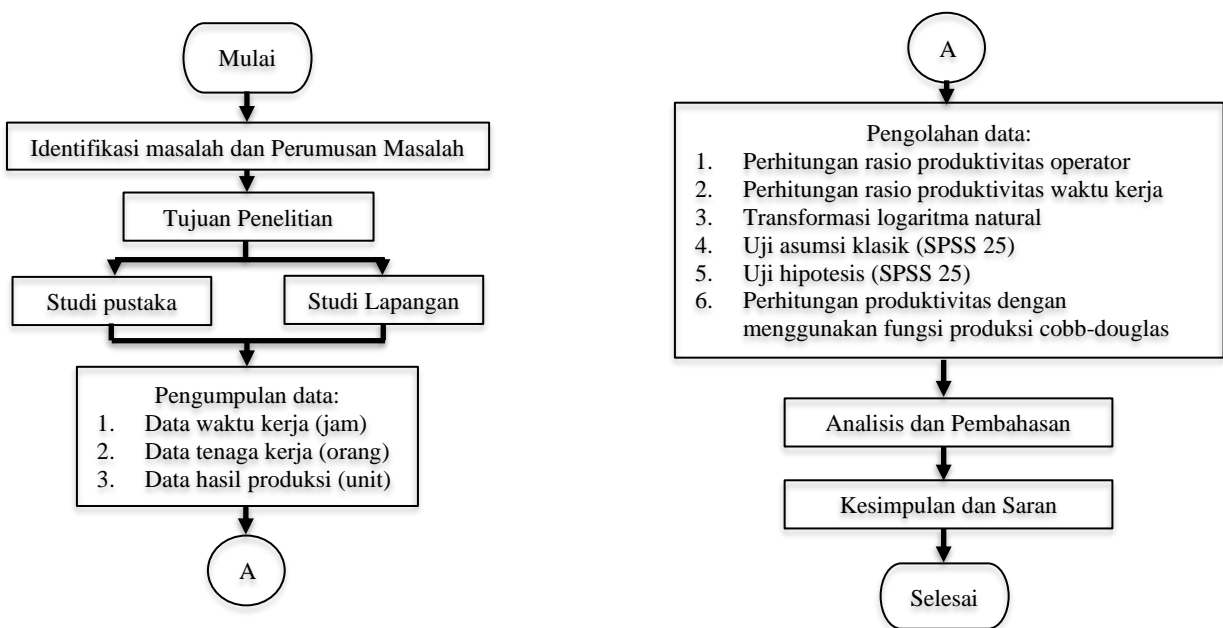 Mulai
Identifikasi masalah dan Perumusan Masalah
Tujuan Penelitian
Studi pustaka
Studi Lapangan
Pengumpulan data:
1. Data waktu kerja (jam)
2. Data tenaga kerja (orang)
3. Data hasil produksi (unit)
A
A
Pengolahan data:
1. Perhitungan rasio produktivitas operator
2. Perhitungan rasio produktivitas waktu kerja
3. Transformasi logaritma natural
4. Uji asumsi klasik (SPSS 25)
5. Uji hipotesis (SPSS 25)
6. Perhitungan produktivitas dengan
menggunakan fungsi produksi cobb-douglas
Analisis dan Pembahasan
Kesimpulan dan Saran
Selesai